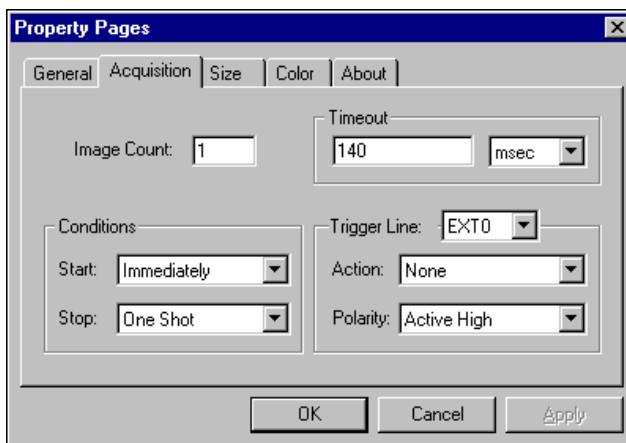 Property Pages
General Acquisition Size Color About
Image Count: 1
Timeout
140 msec
Conditions
Start: Immediately
Stop: One Shot
Trigger Line: EXT0
Action: None
Polarity: Active High
OK Cancel Apply